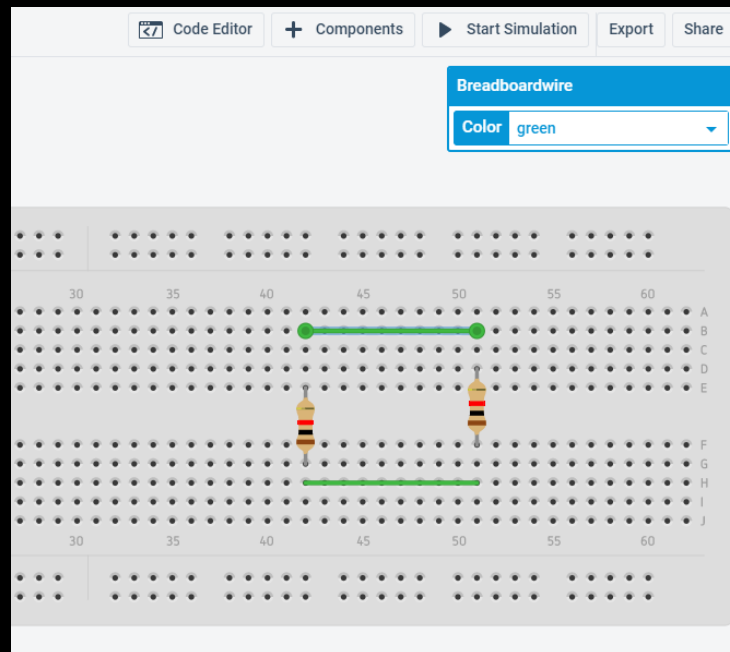 Code Editor Components Start Simulation Export Share
Breadboardwire
Color green
30 35 40 45 50 55 60
A
B
C
D
E
F
G
H
I
J
30 35 40 45 50 55 60